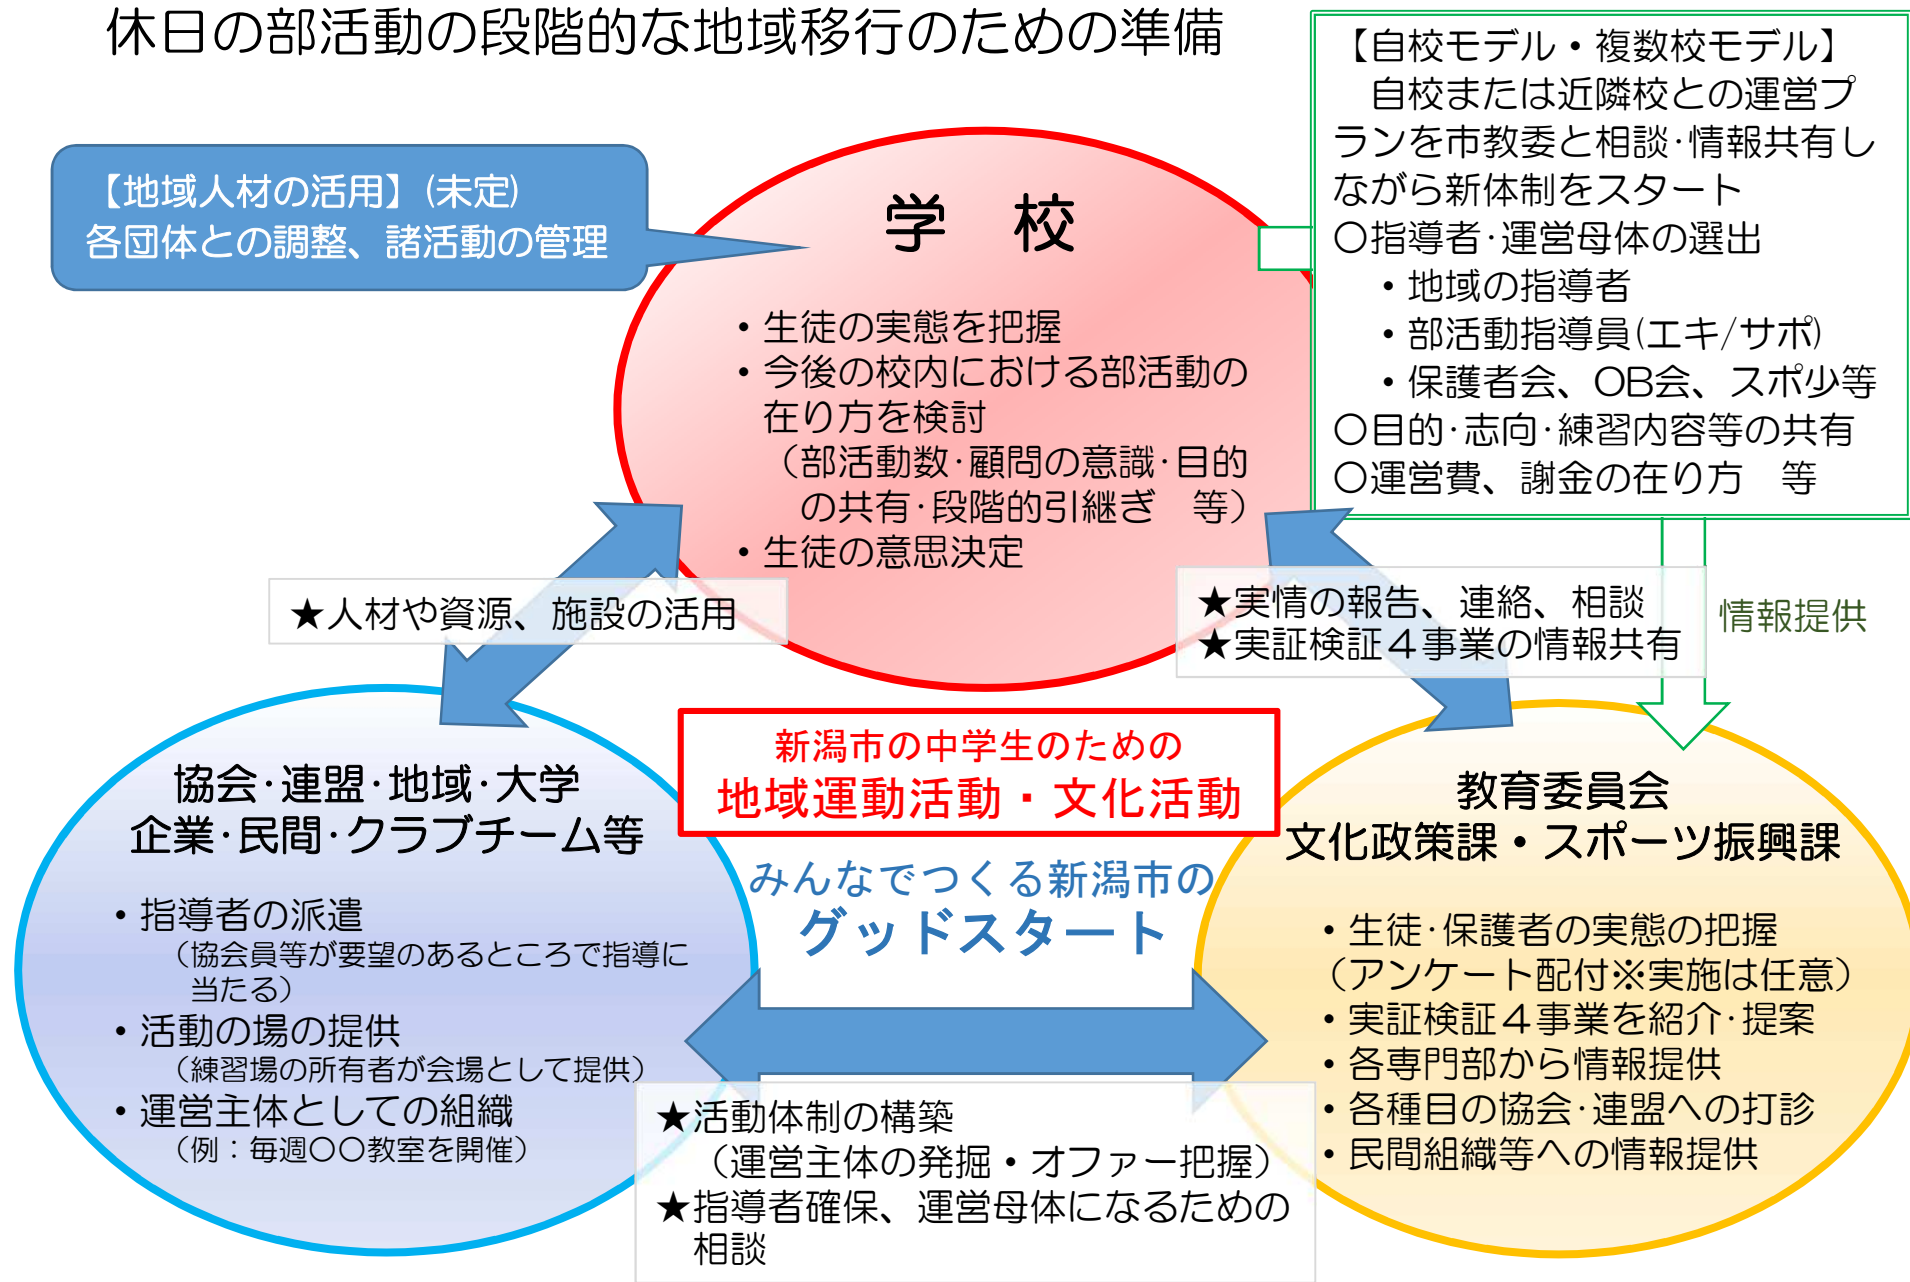 休日の部活動の段階的な地域移行のための準備
【自校モデル・複数校モデル】
自校または近隣校との運営プ
ランを市教委と相談・情報共有し
ながら新体制をスタート
〇指導者・運営母体の選出
・地域の指導者
・部活動指導員(エキ/サポ)
・保護者会、OB会、スポ少等
〇目的・志向・練習内容等の共有
〇運営費、謝金の在り方　等
【地域人材の活用】(未定)
各団体との調整、諸活動の管理
学　校
・生徒の実態を把握
・今後の校内における部活動の
在り方を検討
（部活動数・顧問の意識・目的
の共有・段階的引継ぎ　等）
・生徒の意思決定
★人材や資源、施設の活用
★実情の報告、連絡、相談
★実証検証４事業の情報共有
情報提供
新潟市の中学生のための
地域運動活動・文化活動
みんなでつくる新潟市の
グッドスタート
協会・連盟・地域・大学
企業・民間・クラブチーム等
・指導者の派遣
（協会員等が要望のあるところで指導に
当たる）
・活動の場の提供
（練習場の所有者が会場として提供）
・運営主体としての組織
（例：毎週〇〇教室を開催）
教育委員会
文化政策課・スポーツ振興課
・生徒・保護者の実態の把握
（アンケート配付※実施は任意）
・実証検証４事業を紹介・提案
・各専門部から情報提供
・各種目の協会・連盟への打診
・民間組織等への情報提供
★活動体制の構築
（運営主体の発掘・オファー把握）
★指導者確保、運営母体になるための
相談